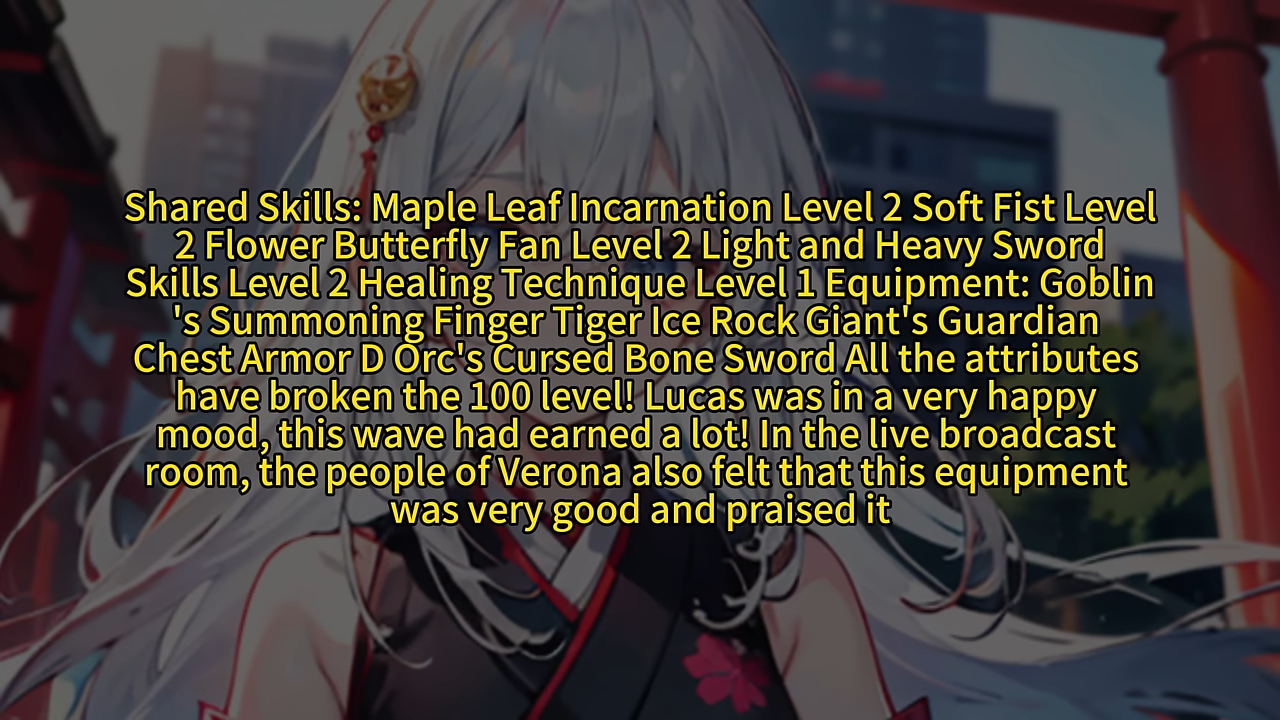 Shared Skills: Maple Leaf Incarnation Level 2 Soft Fist Level
2 Flower Butterfly Fan Level 2 Light and Heavy Sword
Skills Level 2 Healing Technique Level 1 Equipment: Goblin
's Summoning Finger Tiger Ice Rock Giant's Guardian
Chest Armor D Orc's Cursed Bone Sword All the attributes
have broken the 100 level! Lucas was in a very happy
mood, this wave had earned a lot! In the live broadcast
room, the people of Verona also felt that this equipment
was very good and praised it